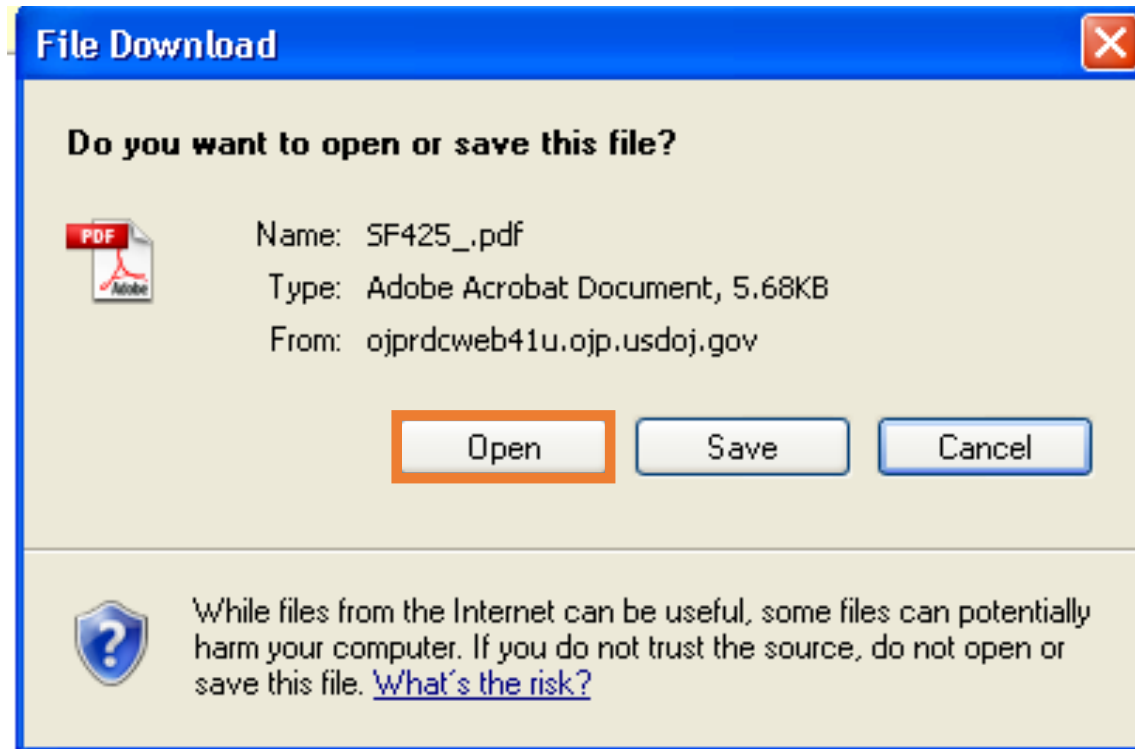 File Download
Do you want to open or save this file?
PDF
Adobe
Name: SF425_.pdf
Type: Adobe Acrobat Document, 5.68KB
From: ojprdcweb41u.ojp.usdoj.gov
Open Save Cancel
While files from the Internet can be useful, some files can potentially
harm your computer. If you do not trust the source, do not open or
save this file. What's the risk?